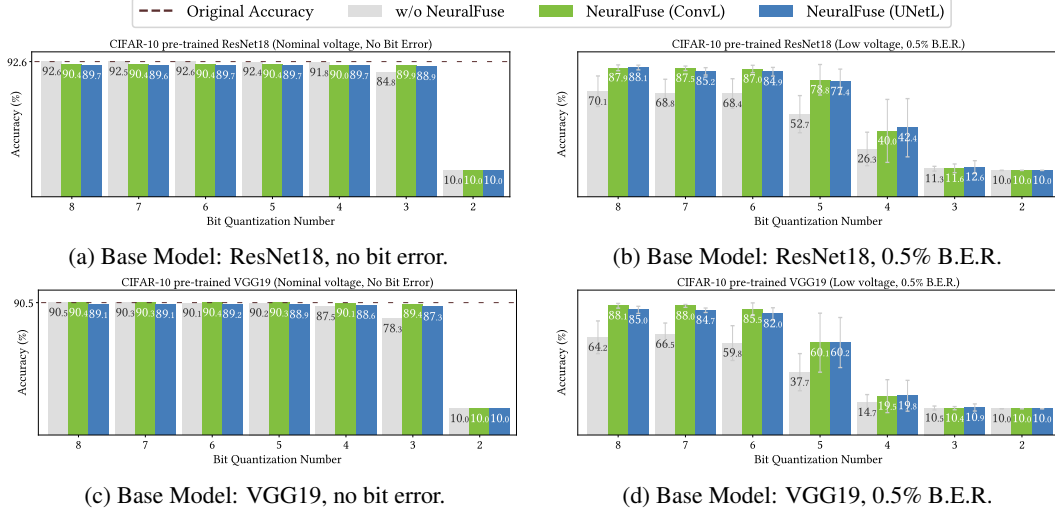 Original Accuracy w/o NeuralFuse NeuralFuse (ConvL) NeuralFuse (UNetL)
CIFAR-10 pre-trained ResNet18 (Nominal voltage, No Bit Error)
92.6
Accuracy (%)
92.6 90.4 89.7 92.5 90.4 89.6 92.6 90.4 89.7 92.4 90.4 89.7 91.8 90.0 89.7 84.8 89.9 88.9 10.0 10.0 10.0
8 7 6 5 4 3 2
Bit Quantization Number
(a) Base Model: ResNet18, no bit error.
CIFAR-10 pre-trained ResNet18 (Low voltage, 0.5% B.E.R.)
Accuracy (%)
70.1 87.9 88.1 68.8 87.5 85.2 68.4 87.0 84.9 52.7 78.8 77.4 26.3 40.0 42.4 11.3 11.6 12.6 10.0 10.0 10.0
8 7 6 5 4 3 2
Bit Quantization Number
(b) Base Model: ResNet18, 0.5% B.E.R.
CIFAR-10 pre-trained VGG19 (Nominal voltage, No Bit Error)
90.5
Accuracy (%)
90.5 90.4 89.1 90.3 90.3 89.1 90.1 90.4 89.2 90.2 90.3 88.9 87.5 90.1 88.6 78.3 89.4 87.3 10.0 10.0 10.0
8 7 6 5 4 3 2
Bit Quantization Number
(c) Base Model: VGG19, no bit error.
CIFAR-10 pre-trained VGG19 (Low voltage, 0.5% B.E.R.)
Accuracy (%)
64.2 88.1 85.0 66.5 88.0 84.7 59.8 85.5 82.0 37.7 60.1 60.2 14.7 19.5 19.8 10.5 10.4 10.9 10.0 10.0 10.0
8 7 6 5 4 3 2
Bit Quantization Number
(d) Base Model: VGG19, 0.5% B.E.R.